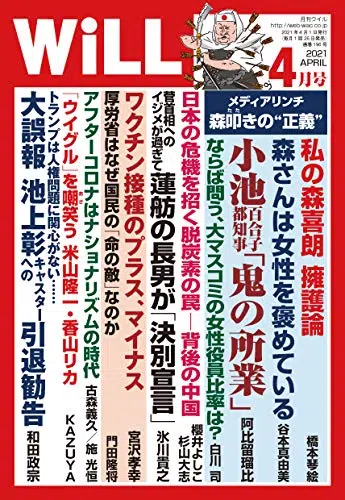 WiLL
月刊ウイル
http://web-wac.co.jp
2021
APRIL
4月号
メディアリンチ
森叩きの“正義”
私の森喜朗 擁護論
橋本琴絵
森さんは女性を褒めている
谷本真由美
小池百合子都知事「鬼の所業」
阿比留瑠比
ならば問う、大マスコミの女性役員比率は?
白川 司
日本の危機を招く脱炭素の罠─背後の中国
櫻井よしこ
杉山大志
菅首相へのイジメが過ぎて
蓮舫の長男が「決別宣言」
氷川貴之
ワクチン接種のプラス、マイナス
宮沢孝幸
厚労省はなぜ国民の「命の敵」なのか
門田隆将
アフターコロナはナショナリズムの時代
古森義久/施 光恒
「ウイグル」を嘲笑う 米山隆一・香山リカ
KAZUYA
トランプは人権問題に関心がない……
大誤報 池上彰キャスターへの引退勧告
和田政宗